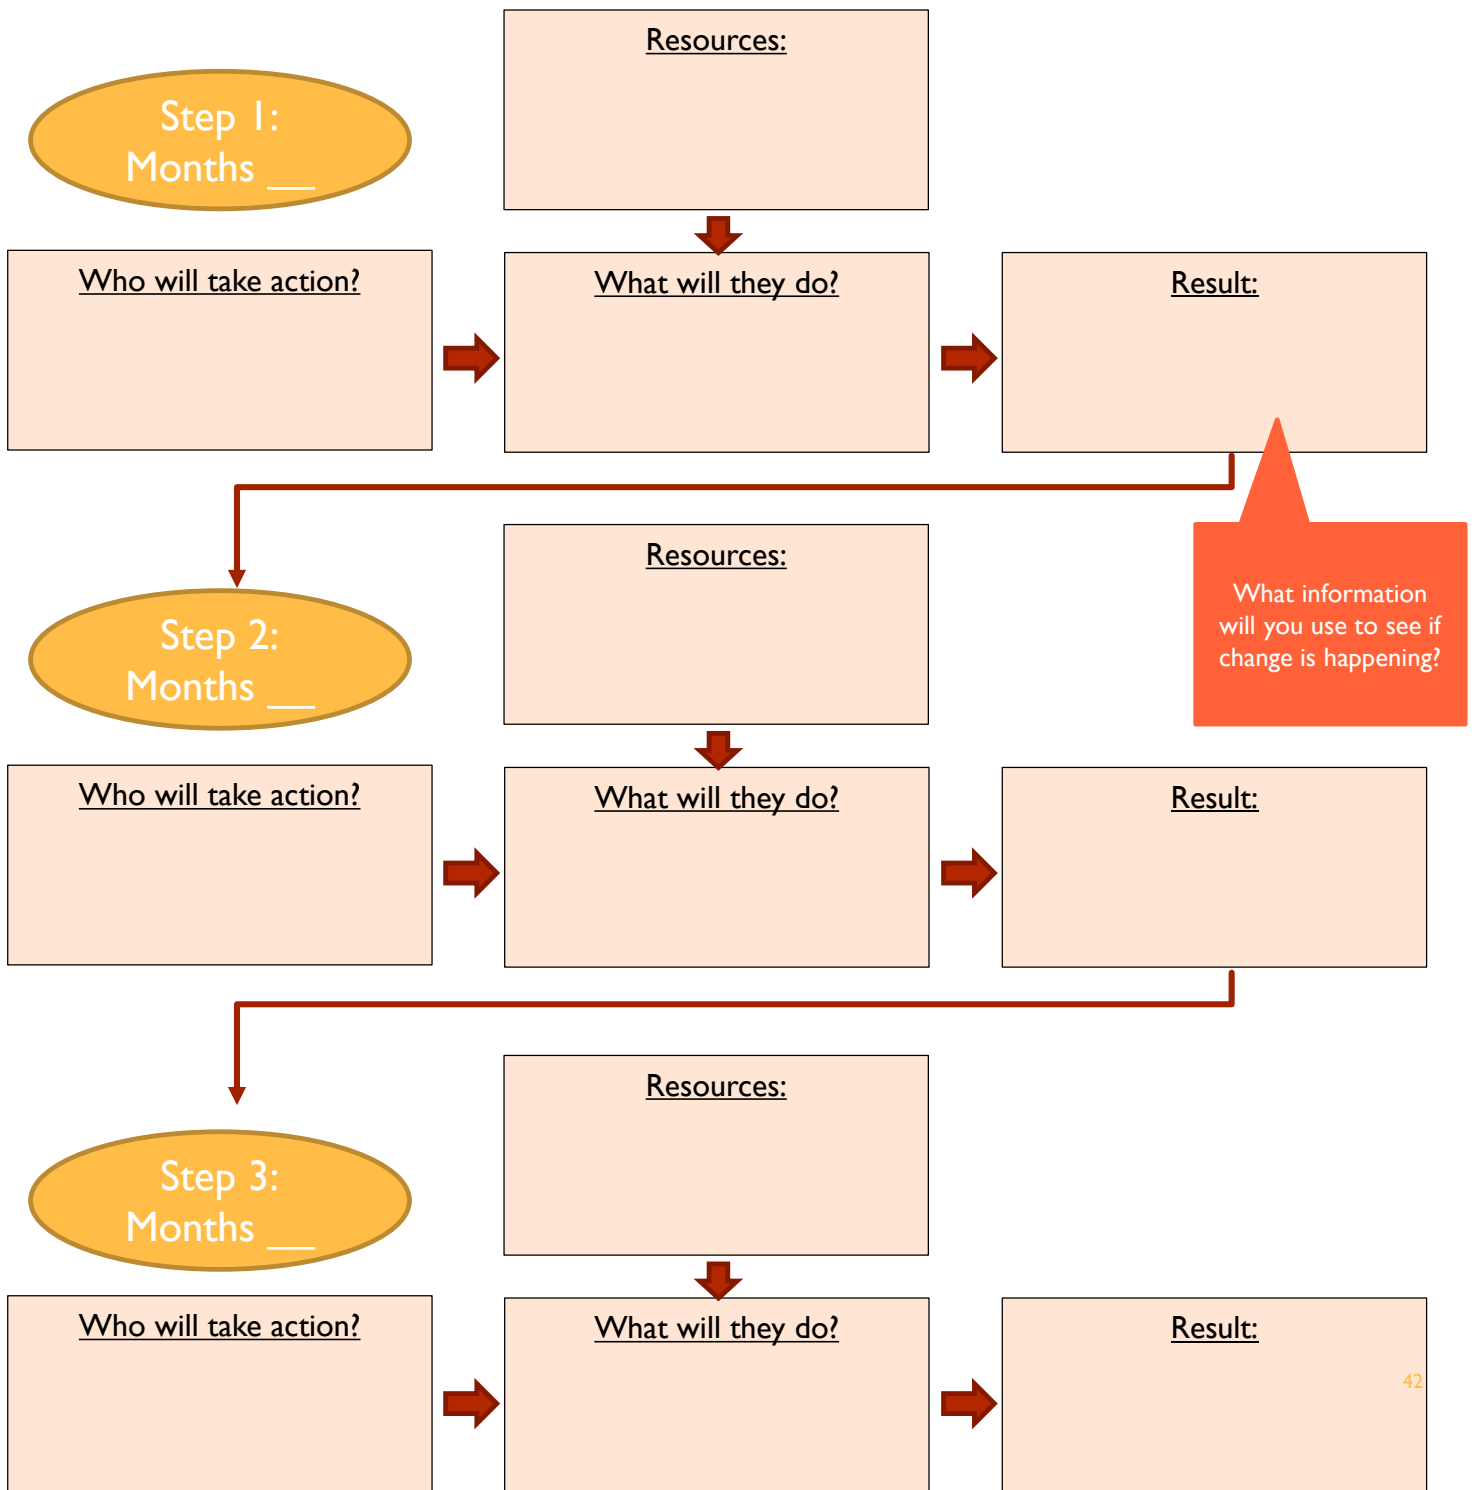 Resources:
Step 1:
Months __
Who will take action?
What will they do?
Result:
What information
will you use to see if
change is happening?
Resources:
Step 2:
Months __
Who will take action?
What will they do?
Result:
Resources:
Step 3:
Months __
Who will take action?
What will they do?
Result:
42